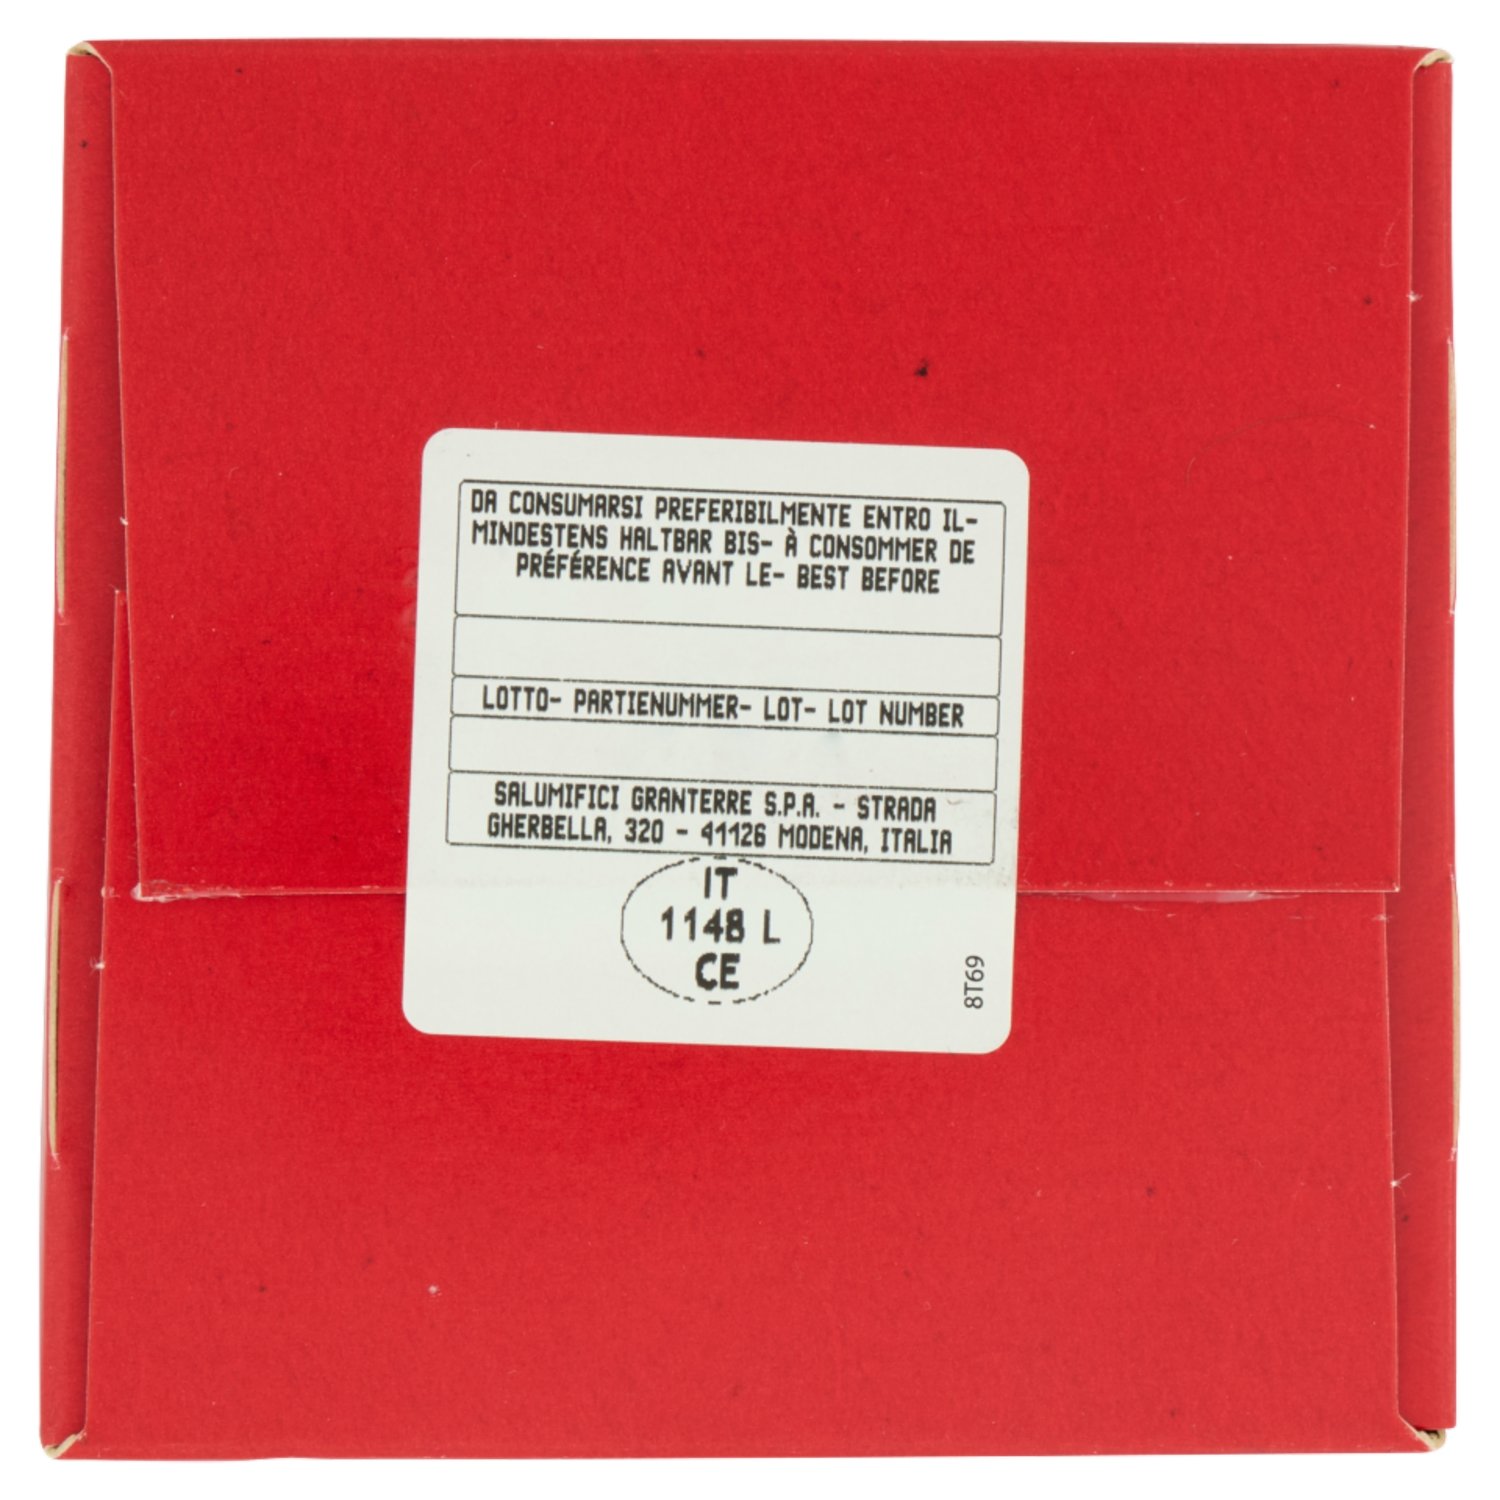 DA CONSUMARSI PREFERIBILMENTE ENTRO IL-
MINDESTENS HALTBAR BIS- À CONSOMMER DE
PRÉFÉRENCE AVANT LE- BEST BEFORE
LOTTO- PARTIENUMMER- LOT- LOT NUMBER
SALUMIFICI GRANTERRE S.P.A. - STRADA
GHERBELLA, 320 - 41126 MODENA, ITALIA
IT
1148 L
CE
8T69